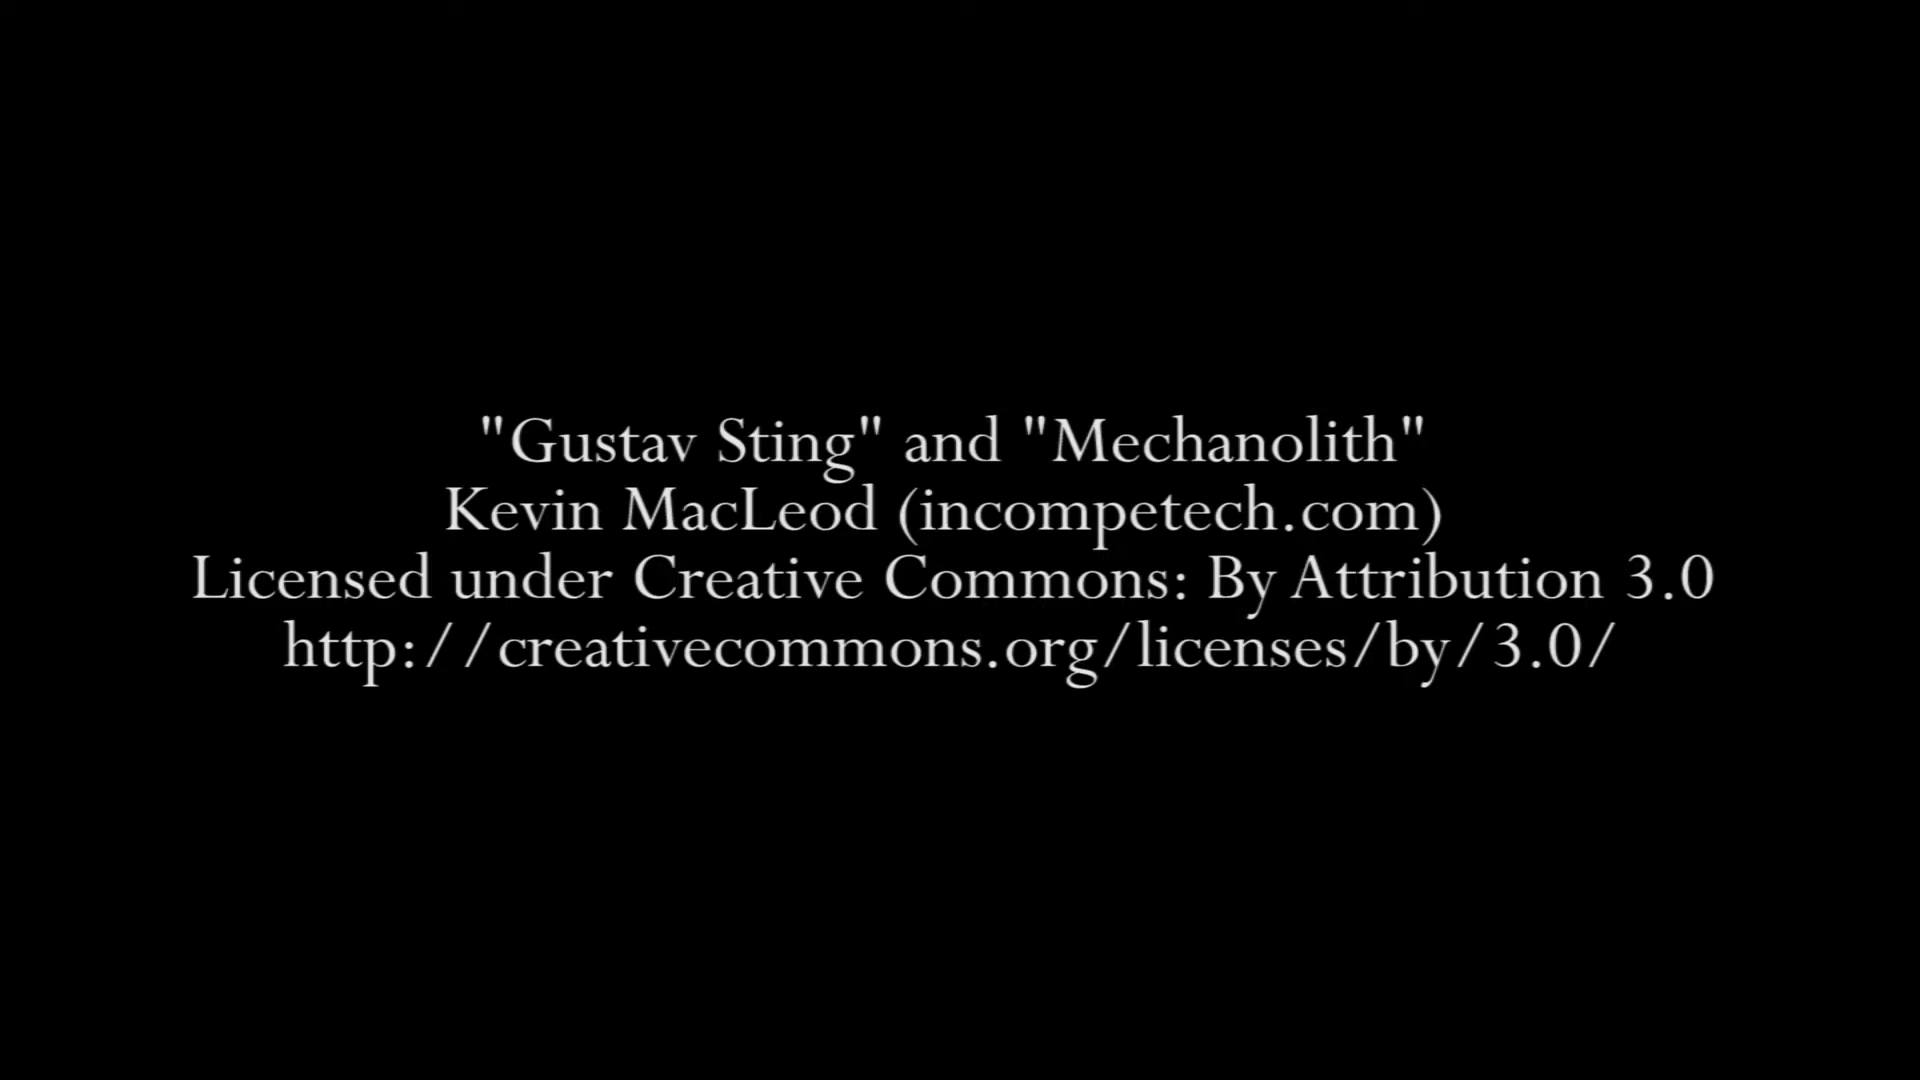 "Gustav Sting" and "Mechanolith"
Kevin MacLeod (incompetech.com)
Licensed under Creative Commons: By Attribution 3.0
http://creativecommons.org/licenses/by/3.0/